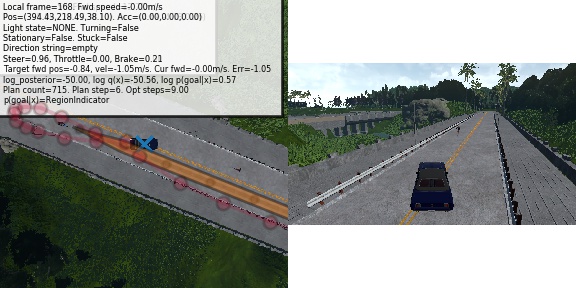 Local frame=168. Fwd speed=-0.00m/s
Pos=(394.43,218.49,38.10). Acc=(0.00,0.00,0.00)
Light state=NONE. Turning=False
Stationary=False. Stuck=False
Direction string=empty
Steer=0.96, Throttle=0.00, Brake=0.21
Target fwd pos=-0.84, vel=-1.05m/s. Cur fwd=-0.00m/s. Err=-1.05
log_posterior=-50.00, log q(x)=-50.56, log p(goal|x)=0.57
Plan count=715. Plan step=6. Opt steps=9.00
p(goal|x)=RegionIndicator